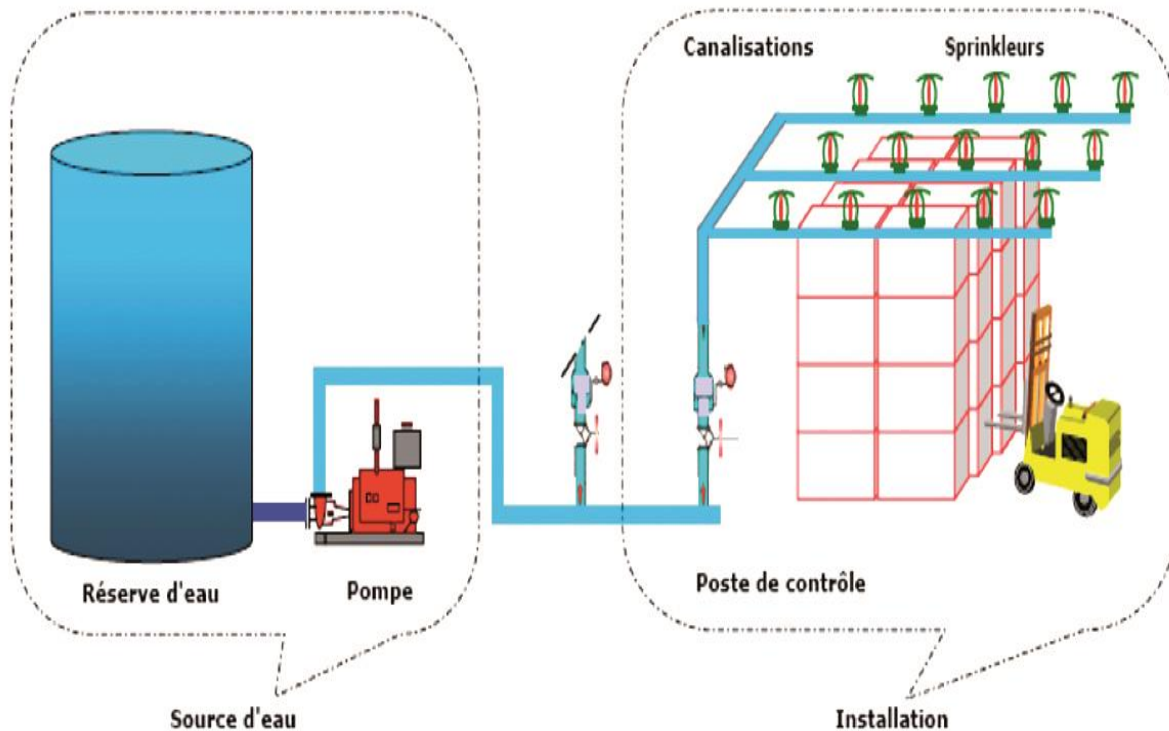 Canalisations
Sprinkleurs
Réserve d'eau
Pompe
Poste de contrôle
Source d'eau
Installation